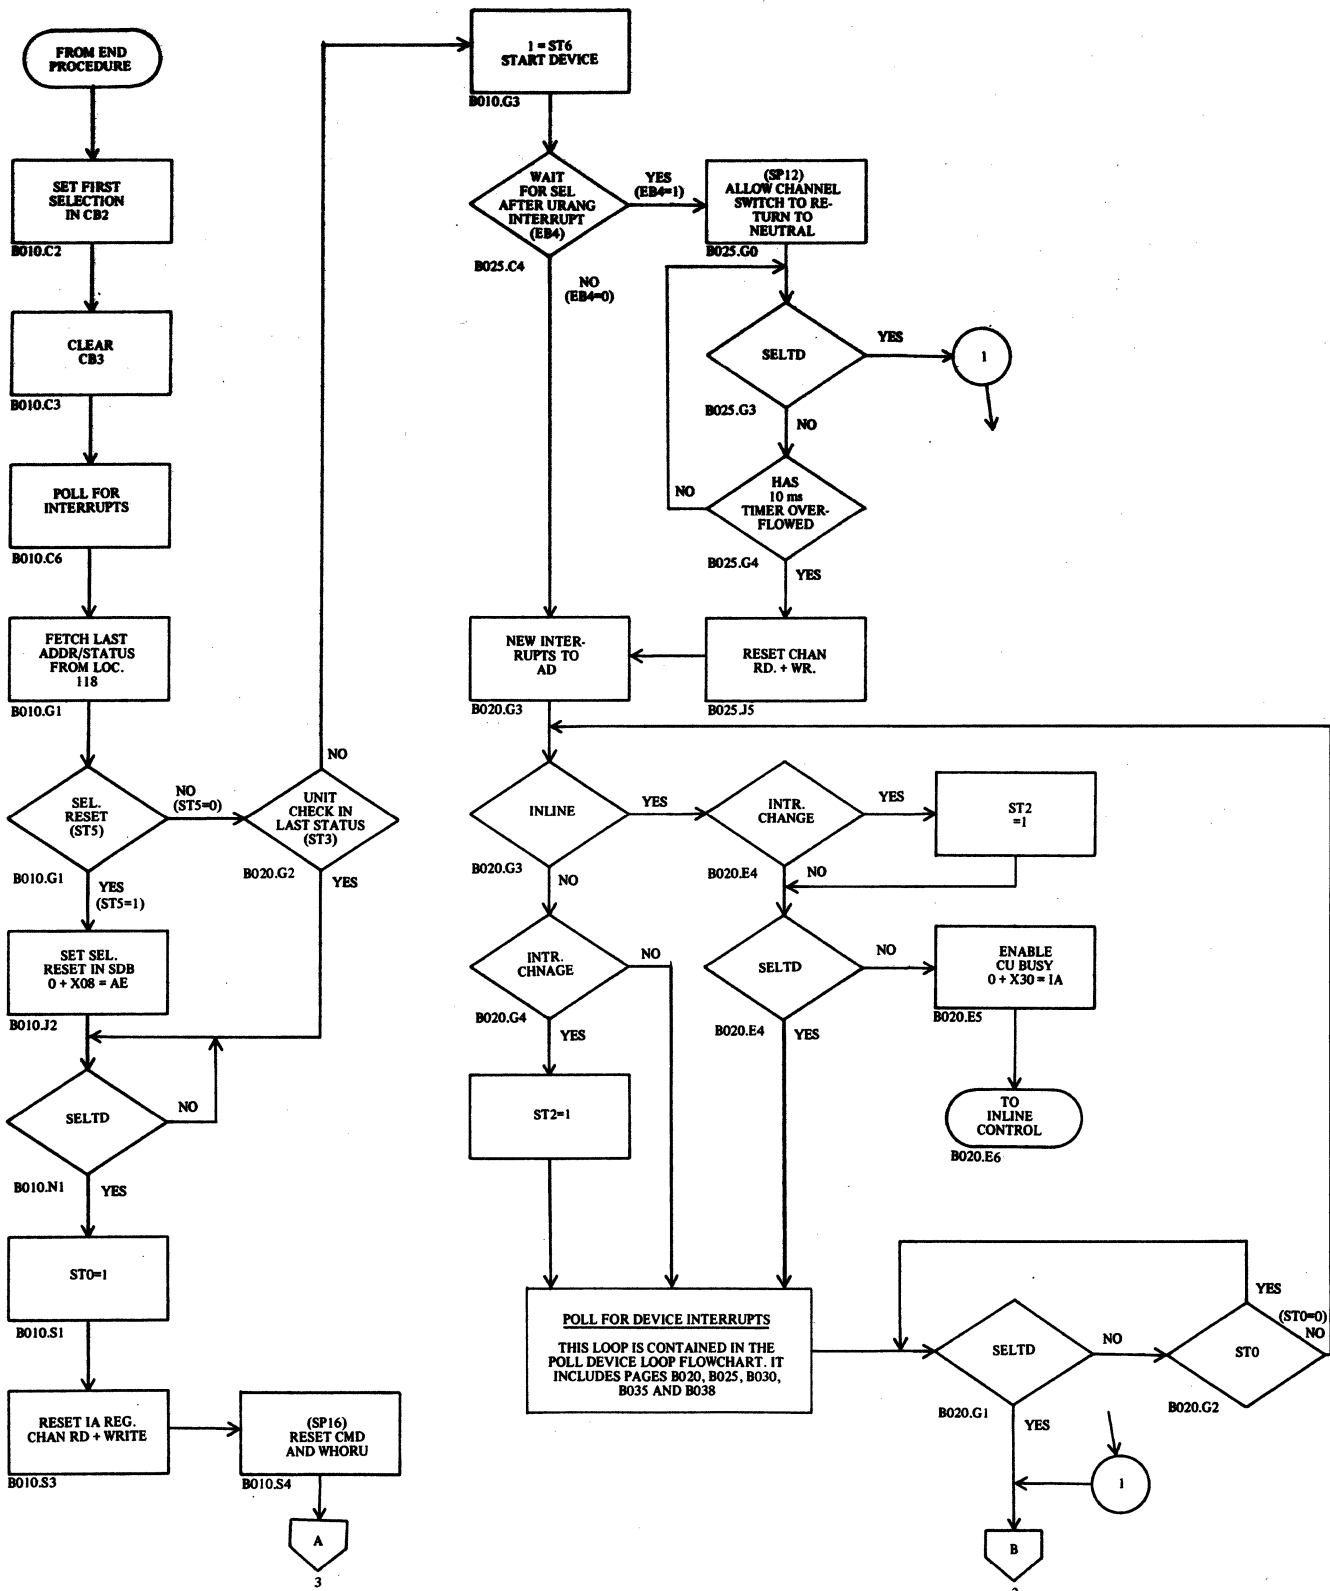 FROM END
PROCEDURE
SET FIRST
SELECTION
IN CB2
B010.C2
CLEAR
CB3
B010.C3
POLL FOR
INTERRUPTS
B010.C6
FETCH LAST
ADDR/STATUS
FROM LOC.
118
B010.G1
SEL.
RESET
(ST5)
B010.G1
NO
(ST5=0)
YES
(ST5=1)
UNIT
CHECK IN
LAST STATUS
(ST3)
B020.G2
NO
YES
SET SEL.
RESET IN SDB
0 + X08 = AE
B010.J2
SELTD
NO
B010.N1
YES
ST0=1
B010.S1
RESET IA REG.
CHAN RD + WRITE
B010.S3
(SP16)
RESET CMD
AND WHORU
B010.S4
A
3
1 = ST6
START DEVICE
B010.G3
WAIT
FOR SEL
AFTER URANG
INTERRUPT
(EB4)
B025.C4
YES
(EB4=1)
NO
(EB4=0)
(SP12)
ALLOW CHANNEL
SWITCH TO RE-
TURN TO
NEUTRAL
B025.G0
SELTD
YES
1
B025.G3
NO
HAS
10 ms
TIMER OVER-
FLOWED
NO
B025.G4
YES
NEW INTER-
RUPTS TO
AD
B020.G3
RESET CHAN
RD. + WR.
B025.J5
INLINE
YES
B020.G3
NO
INTR.
CHANGE
YES
B020.E4
NO
ST2
=1
INTR.
CHNAGE
NO
B020.G4
YES
SELTD
NO
B020.E4
YES
ENABLE
CU BUSY
0 + X30 = IA
B020.E5
ST2=1
TO
INLINE
CONTROL
B020.E6
POLL FOR DEVICE INTERRUPTS
THIS LOOP IS CONTAINED IN THE
POLL DEVICE LOOP FLOWCHART. IT
INCLUDES PAGES B020, B025, B030,
B035 AND B038
SELTD
NO
B020.G1
YES
ST0
YES
(ST0=0)
NO
B020.G2
1
B